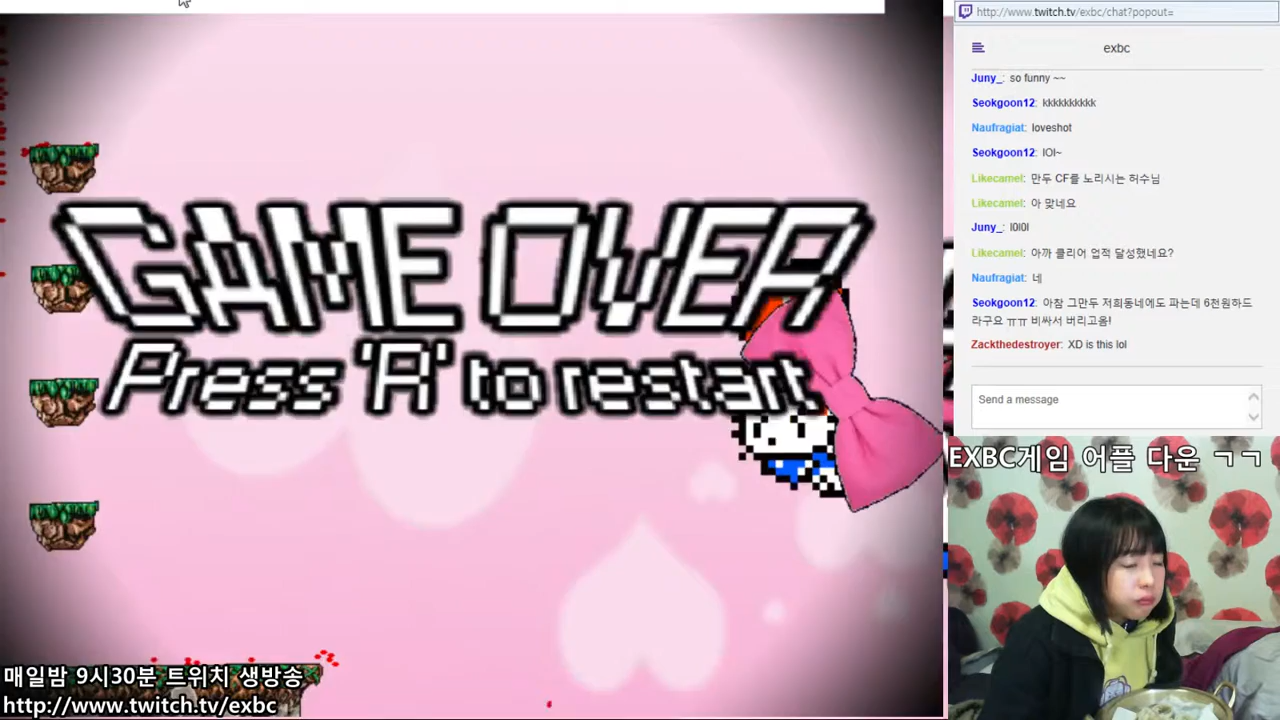 GAME OVER
Press 'R' to restart
매일밤 9시30분 트위치 생방송
http://www.twitch.tv/exbc
http://www.twitch.tv/exbc/chat?popout=
exbc
Juny_: so funny ~~
Seokgoon12: kkkkkkkkkk
Naufragiat: loveshot
Seokgoon12: lOl~
Likecamel: 만두 CF를 노리시는 허수님
Likecamel: 아 맞네요
Juny_: l0l0l
Likecamel: 아까 클리어 업적 달성했네요?
Naufragiat: 네
Seokgoon12: 아참 그만두 저희동네에도 파는데 6천원하드
라구요 ㅠㅠ 비싸서 버리고옴!
Zackthedestroyer: XD is this lol
Send a message
EXBC게임 어플 다운 ㄱㄱ